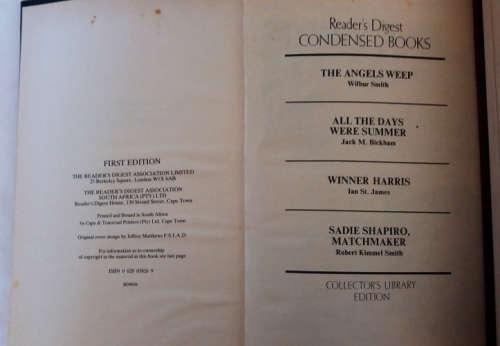 FIRST EDITION
THE READER'S DIGEST ASSOCIATION LIMITED
25 Berkeley Square, London W1X 6AB
THE READER'S DIGEST ASSOCIATION
SOUTH AFRICA (PTY) LTD
Reader's Digest House, 130 Strand Street, Cape Town
Printed and Bound in South Africa
by Cape & Transvaal Printers (Pty) Ltd, Cape Town
Original cover design by Jeffery Matthews F.S.I.A.D.
For information as to ownership
of copyright in the material in this book see last page
ISBN 0
Reader's Digest
CONDENSED BOOKS
THE ANGELS WEEP
Wilbur Smith
ALL THE DAYS
WERE SUMMER
Jack M. Bickham
WINNER HARRIS
Ian St. James
SADIE SHAPIRO,
MATCHMAKER
Robert Kimmel Smith
COLLECTOR'S LIBRARY
EDITION